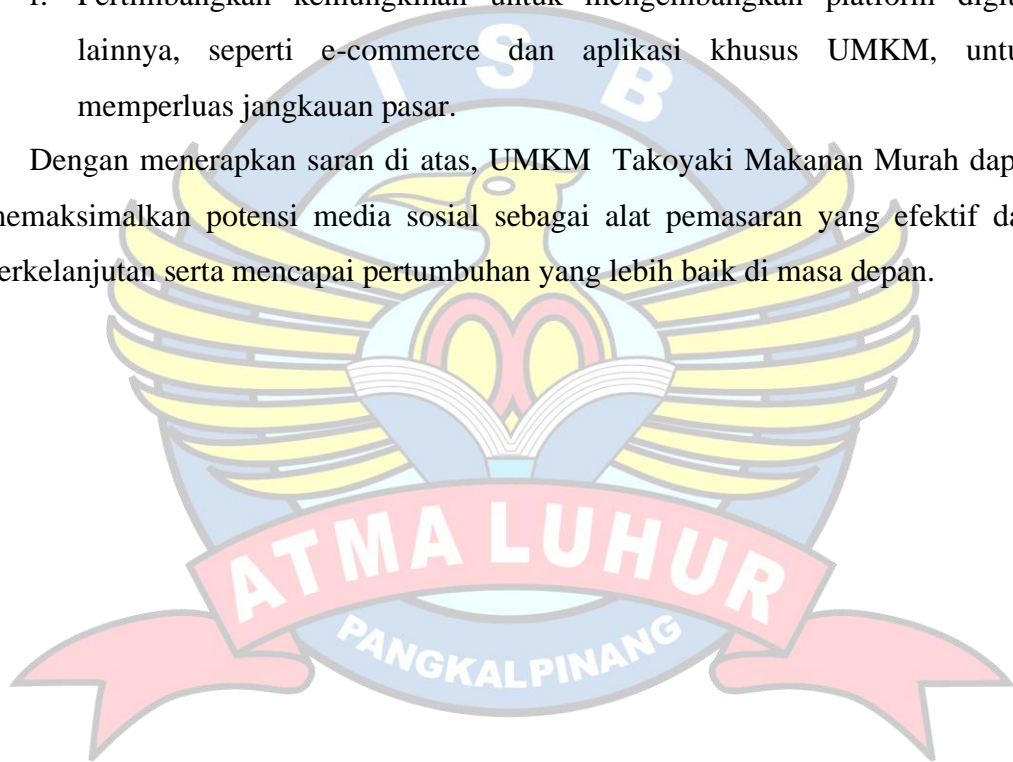 lainnya, seperti e-commerce dan aplikasi khusus UMKM,
memperluas jangkauan pasar.
Dengan menerapkan saran di atas, UMKM Takoyaki Makanan Murah
potensi media sosial sebagai alat pemasaran yang efektif
serta mencapai pertumbuhan yang lebih baik di masa depan.
I S B
ATMA LUHUR
PANGKALPINANG